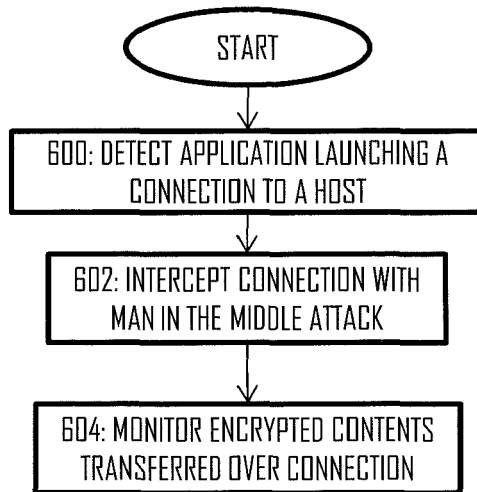 START
600: DETECT APPLICATION LAUNCHING A
CONNECTION TO A HOST
602: INTERCEPT CONNECTION WITH
MAN IN THE MIDDLE ATTACK
604: MONITOR ENCRYPTED CONTENTS
TRANSFERRED OVER CONNECTION